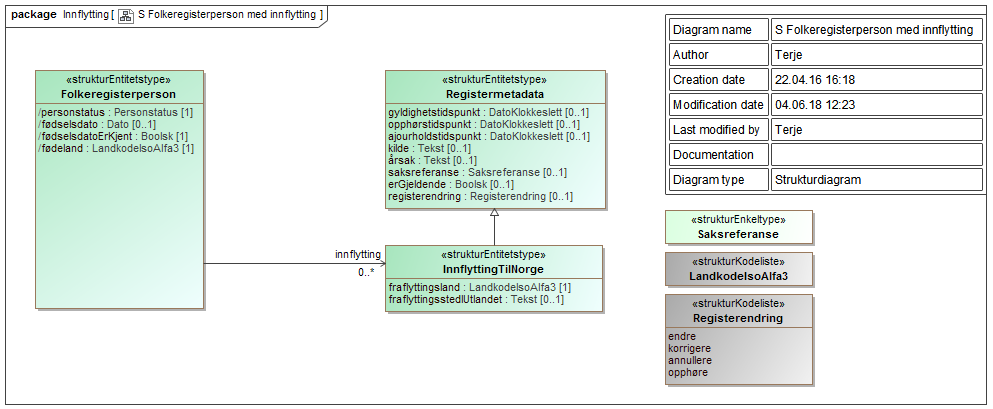 package Innflytting [ S Folkeregisterperson med innflytting ]
«strukturEntitetstype»
Folkeregisterperson
/personstatus : Personstatus [1]
/fødselsdato : Dato [0..1]
/fødselsdatoErKjent : Boolsk [1]
/fødeland : LandkodeIsoAlfa3 [1]
«strukturEntitetstype»
Registermetadata
gyldighetstidspunkt : DatoKlokkeslett [0..1]
opphørstidspunkt : DatoKlokkeslett [0..1]
ajourholdstidspunkt : DatoKlokkeslett [0..1]
kilde : Tekst [0..1]
årsak : Tekst [0..1]
saksreferanse : Saksreferanse [0..1]
erGjeldende : Boolsk [0..1]
registerendring : Registerendring [0..1]
innflytting
0..*
«strukturEntitetstype»
InnflyttingTilNorge
fraflyttingsland : LandkodeIsoAlfa3 [1]
fraflyttingsstedIUtlandet : Tekst [0..1]
Diagram name S Folkeregisterperson med innflytting
Author Terje
Creation date 22.04.16 16:18
Modification date 04.06.18 12:23
Last modified by Terje
Documentation
Diagram type Strukturdiagram
«strukturEnkeltype»
Saksreferanse
«strukturKodeliste»
LandkodeIsoAlfa3
«strukturKodeliste»
Registerendring
endre
korrigere
annullere
opphøre